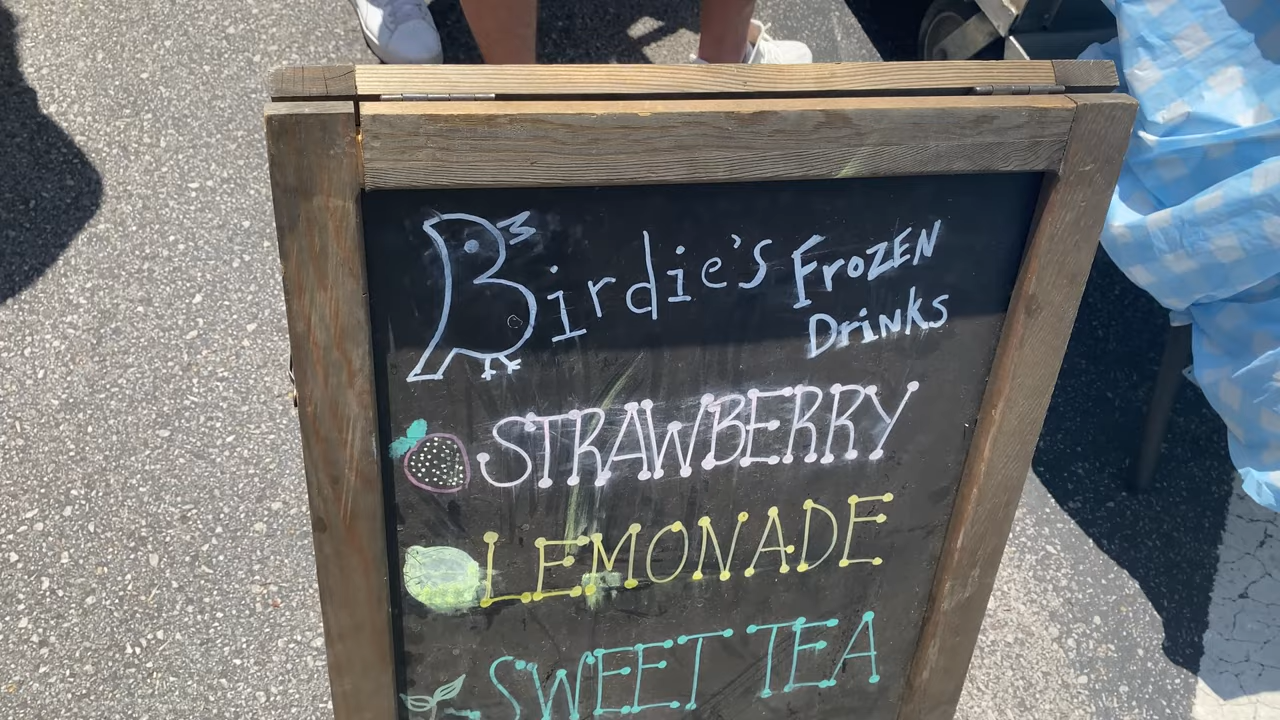 Birdie's FROZEN
DriNKs
STRAWBERRY
LEMONADE
SWEET TEA